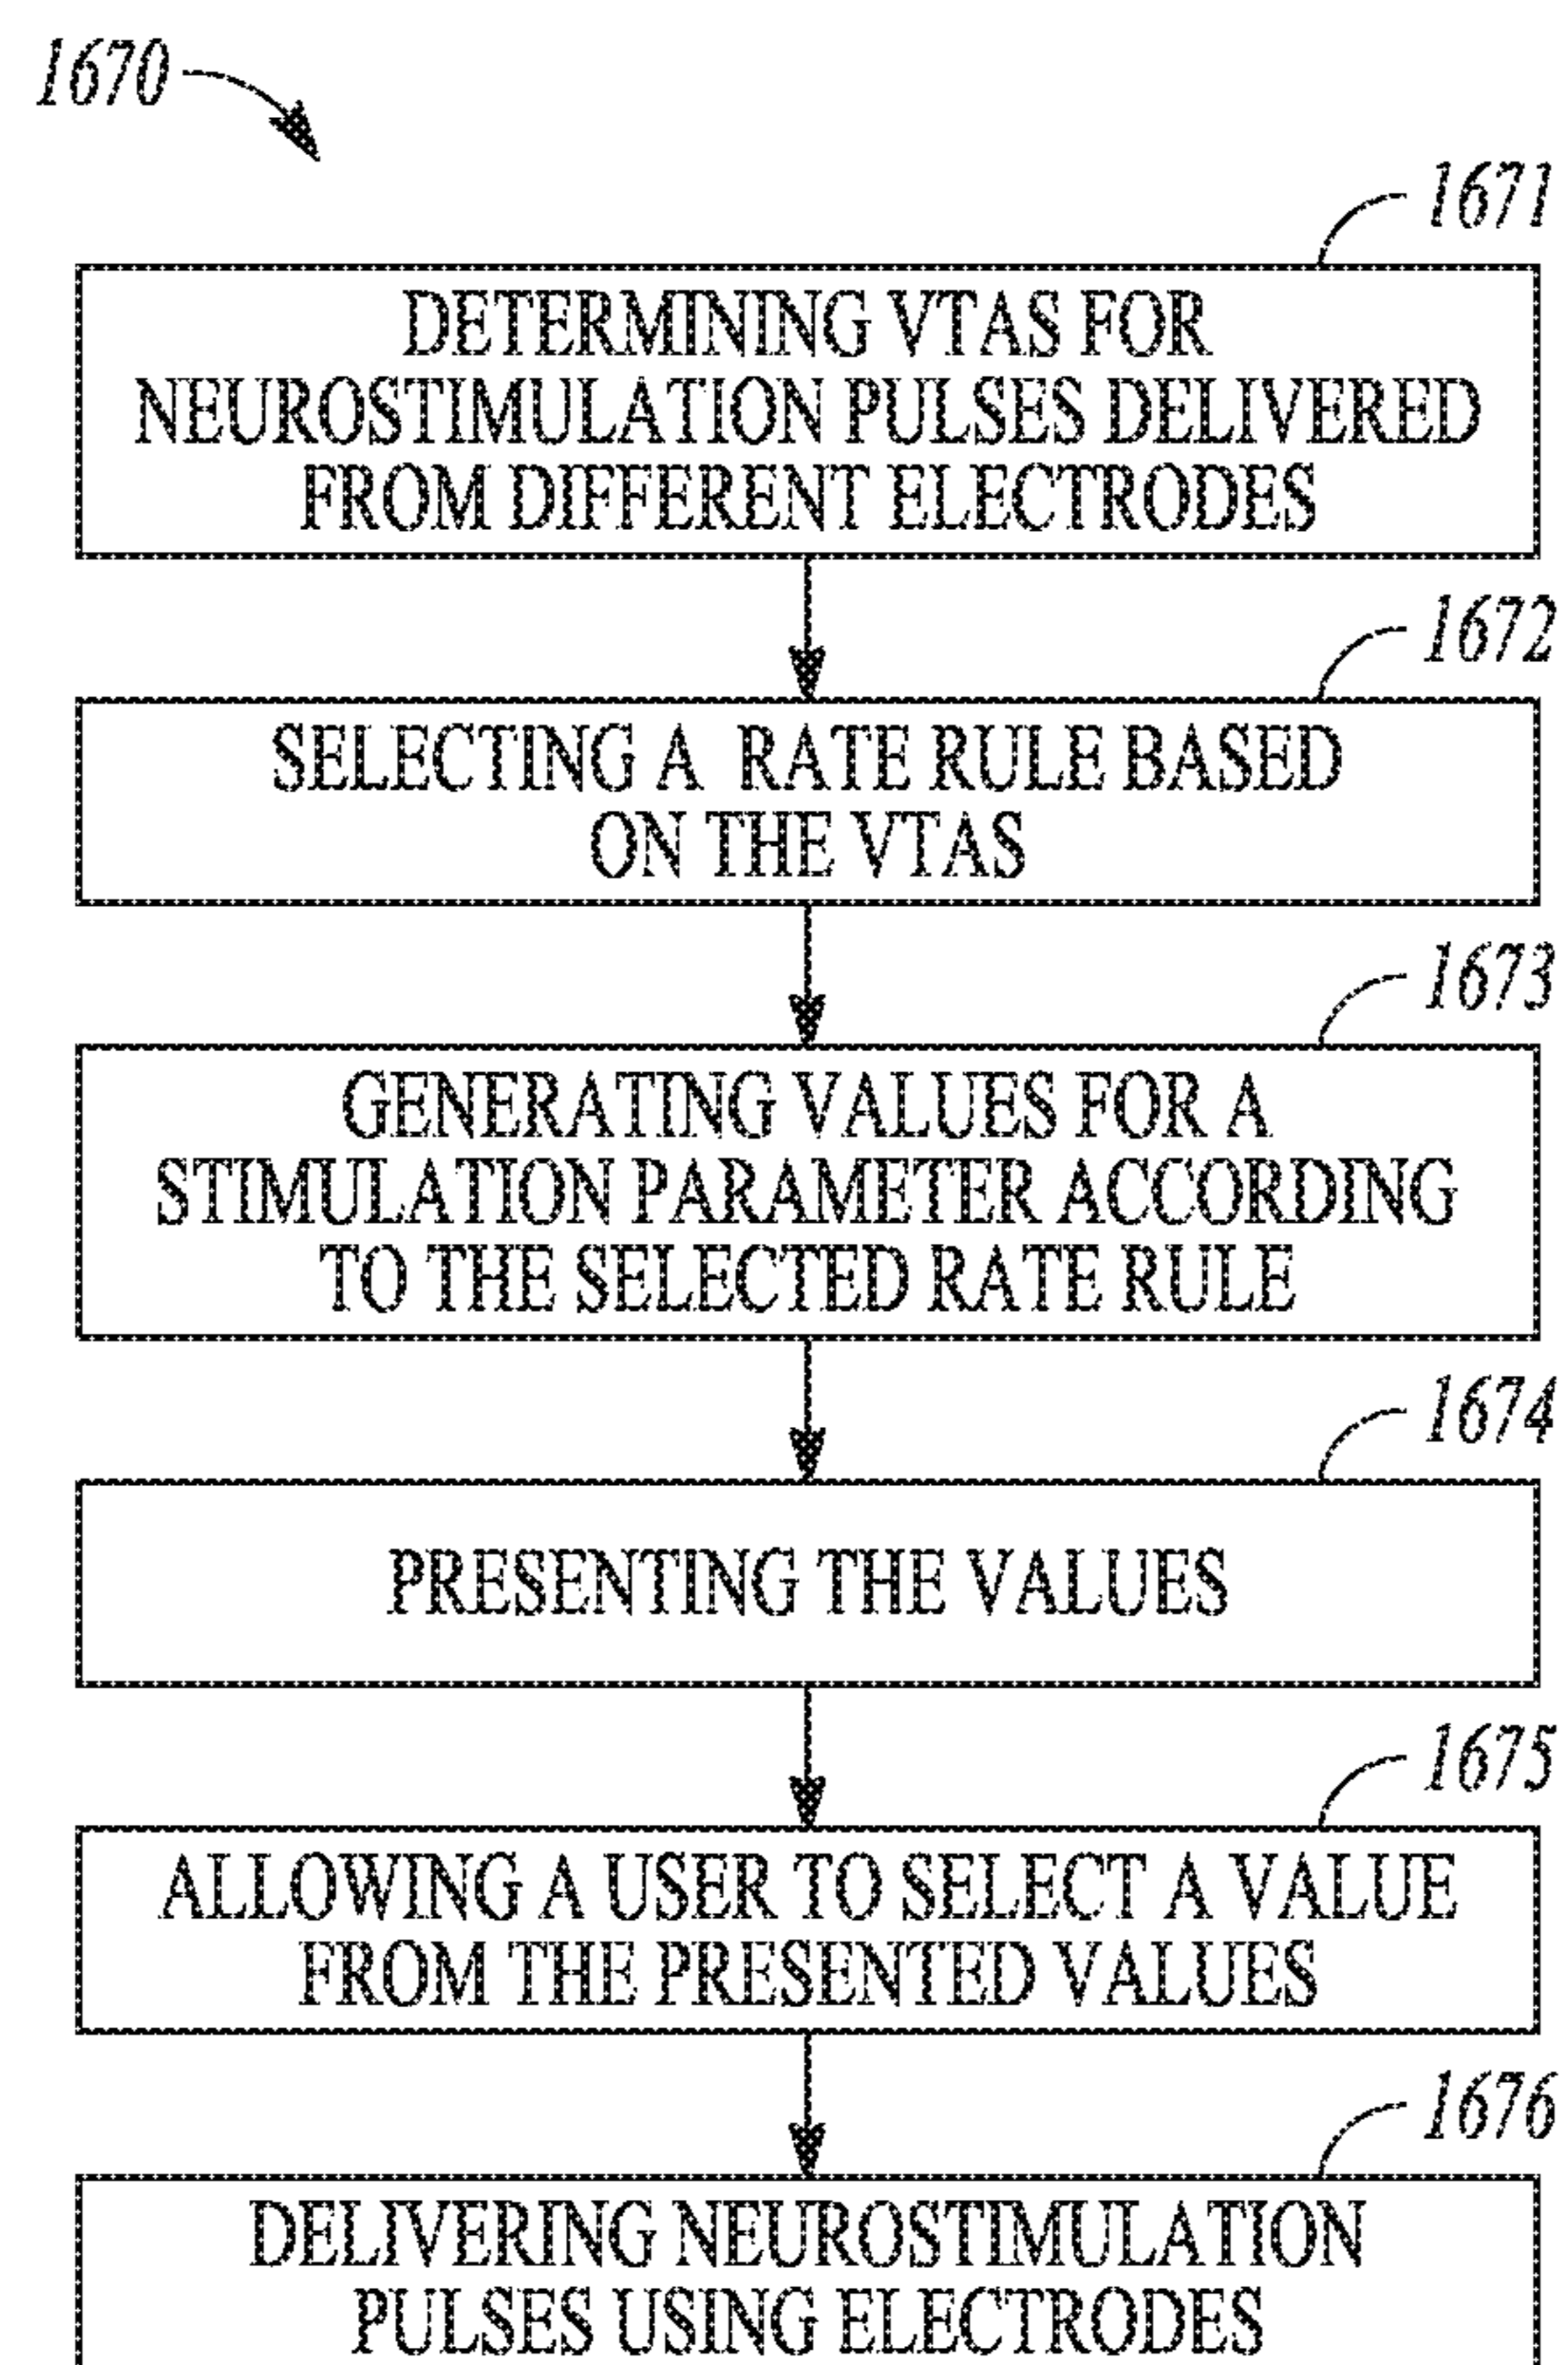 1670
1671
DETERMINING VTAS FOR
NEUROSTIMULATION PULSES DELIVERED
FROM DIFFERENT ELECTRODES
1672
SELECTING A RATE RULE BASED
ON THE VTAS
1673
GENERATING VALUES FOR A
STIMULATION PARAMETER ACCORDING
TO THE SELECTED RATE RULE
1674
PRESENTING THE VALUES
1675
ALLOWING A USER TO SELECT A VALUE
FROM THE PRESENTED VALUES
1676
DELIVERING NEUROSTIMULATION
PULSES USING ELECTRODES